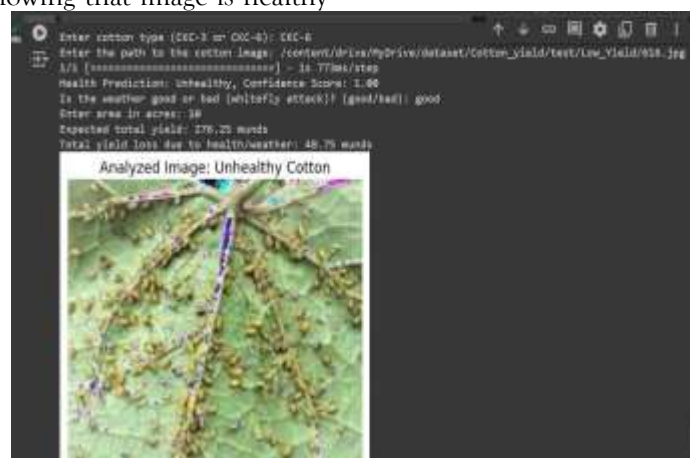 owing that image is healthy
Enter cotton type (CKC-3 or CKC-6): CKC-6
Enter the path to the cotton image: /content/drive/MyDrive/dataset/Cotton_yield/test/Low_Yield/018.jpg
1/1 [==============================] - 1s 773ms/step
Health Prediction: Unhealthy, Confidence Score: 1.00
Is the weather good or bad (whitefly attack)? (good/bad): good
Enter area in acres: 10
Expected total yield: 276.25 munds
Total yield loss due to health/weather: 48.75 munds
Analyzed Image: Unhealthy Cotton